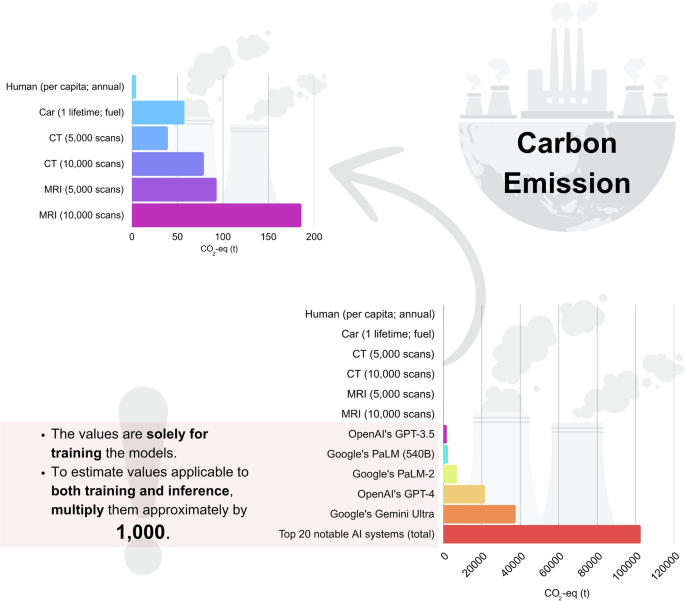 Carbon
Emission
Human (per capita; annual)
Car (1 lifetime; fuel)
CT (5,000 scans)
CT (10,000 scans)
MRI (5,000 scans)
MRI (10,000 scans)
0
50
100
150
200
CO₂-eq (t)
Human (per capita; annual)
Car (1 lifetime; fuel)
CT (5,000 scans)
CT (10,000 scans)
MRI (5,000 scans)
MRI (10,000 scans)
OpenAI's GPT-3.5
Google's PaLM (540B)
Google's PaLM-2
OpenAI's GPT-4
Google's Gemini Ultra
Top 20 notable AI systems (total)
0
20000
40000
60000
80000
100000
120000
CO₂-eq (t)
• The values are solely for
training the models.
• To estimate values applicable to
both training and inference,
multiply them approximately by
1,000.